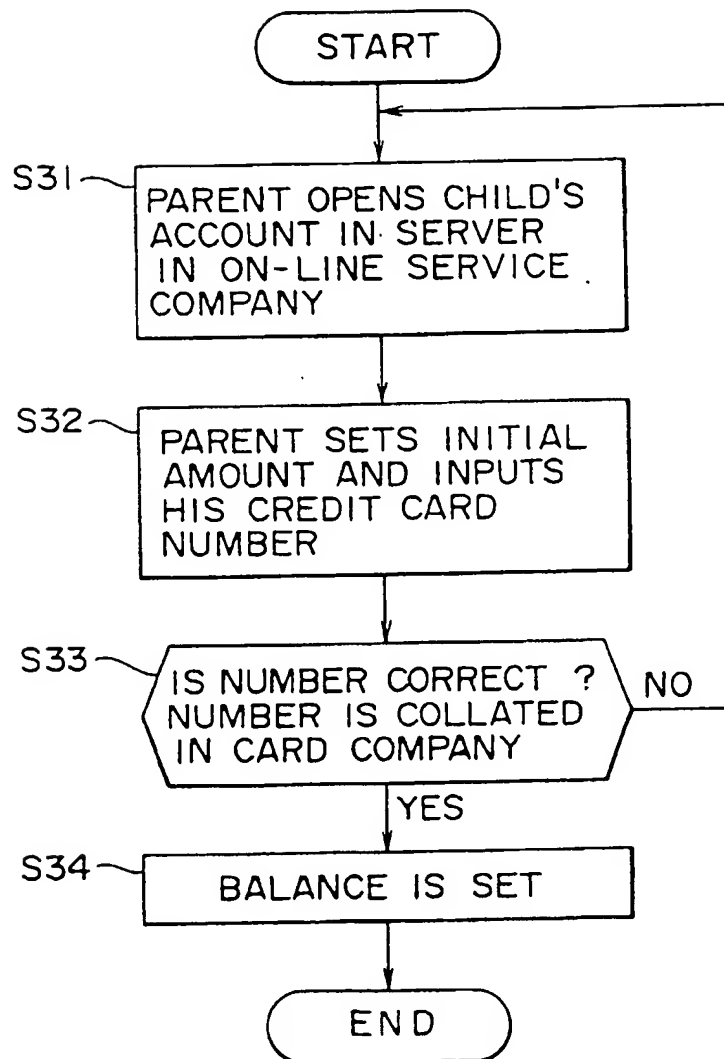 START
S31
PARENT OPENS CHILD'S
ACCOUNT IN SERVER
IN ON-LINE SERVICE
COMPANY
S32
PARENT SETS INITIAL
AMOUNT AND INPUTS
HIS CREDIT CARD
NUMBER
S33
IS NUMBER CORRECT ?
NUMBER IS COLLATED
IN CARD COMPANY
NO
YES
S34
BALANCE IS SET
END